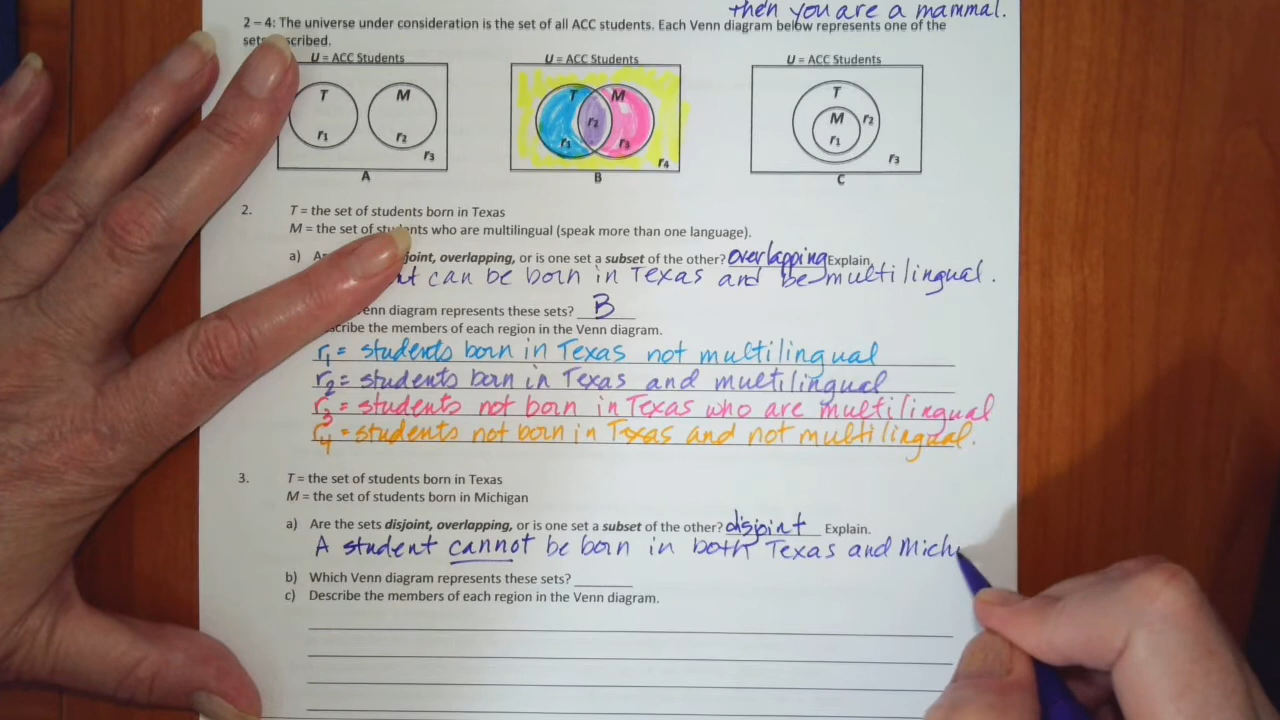 then you are a mammal.
2 – 4: The universe under consideration is the set of all ACC students. Each Venn diagram below represents one of the
scribed.
U = ACC Students U = ACC Students U = ACC Students
T M T M T
r1 r2 r3 r1 r2 r3 r4 M r1 r2 r3
A B C
2. T = the set of students born in Texas
M = the set of students who are multilingual (speak more than one language).
a) joint, overlapping, or is one set a subset of the other? overlapping Explain.
can be born in Texas and be multilingual.
enn diagram represents these sets? B
cribe the members of each region in the Venn diagram.
r1 = students born in Texas not multilingual
r2 = students born in Texas and multilingual
r3 = students not born in Texas who are multilingual
r4 = students not born in Texas and not multilingual.
3. T = the set of students born in Texas
M = the set of students born in Michigan
a) Are the sets disjoint, overlapping, or is one set a subset of the other? disjoint Explain.
A student cannot be born in both Texas and Mich
b) Which Venn diagram represents these sets?
c) Describe the members of each region in the Venn diagram.